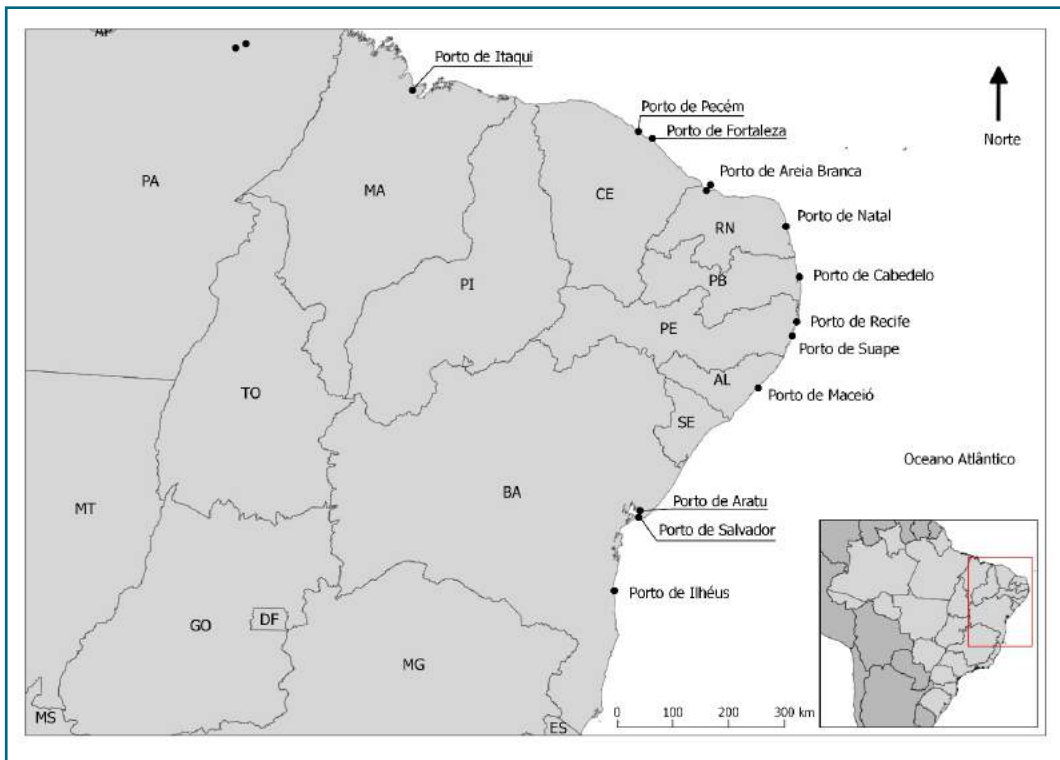 AP
Porto de Itaqui
Porto de Pecém
Porto de Fortaleza
Norte
Porto de Areia Branca
PA
MA
CE
RN
Porto de Natal
PI
PB
Porto de Cabedelo
PE
Porto de Recife
Porto de Suape
TO
AL
Porto de Maceió
SE
Oceano Atlântico
BA
Porto de Aratu
MT
Porto de Salvador
Porto de Ilhéus
GO
DF
MG
MS
ES
0 100 200 300 km